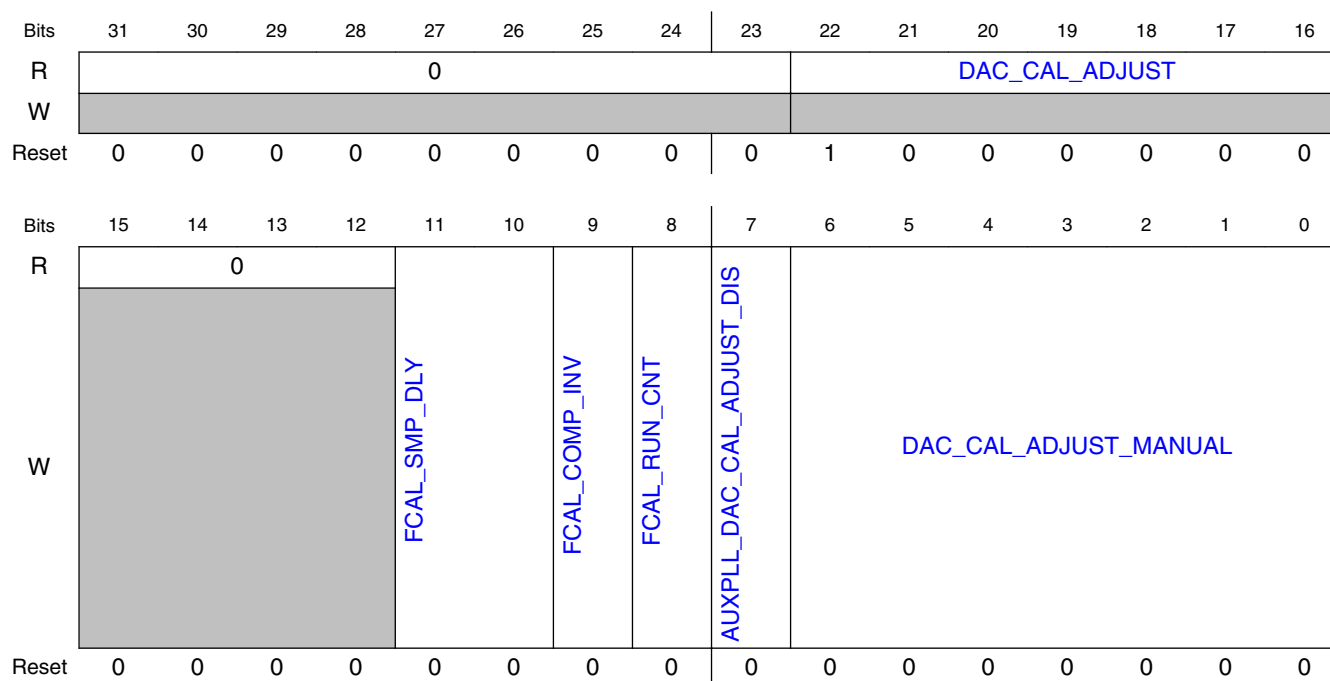 Bits 31 30 29 28 27 26 25 24 23 22 21 20 19 18 17 16
R 0 DAC_CAL_ADJUST
W
Reset 0 0 0 0 0 0 0 0 0 1 0 0 0 0 0 0
Bits 15 14 13 12 11 10 9 8 7 6 5 4 3 2 1 0
R 0
W FCAL_SMP_DLY FCAL_COMP_INV FCAL_RUN_CNT AUXPLL_DAC_CAL_ADJUST_DIS DAC_CAL_ADJUST_MANUAL
Reset 0 0 0 0 0 0 0 0 0 0 0 0 0 0 0 0